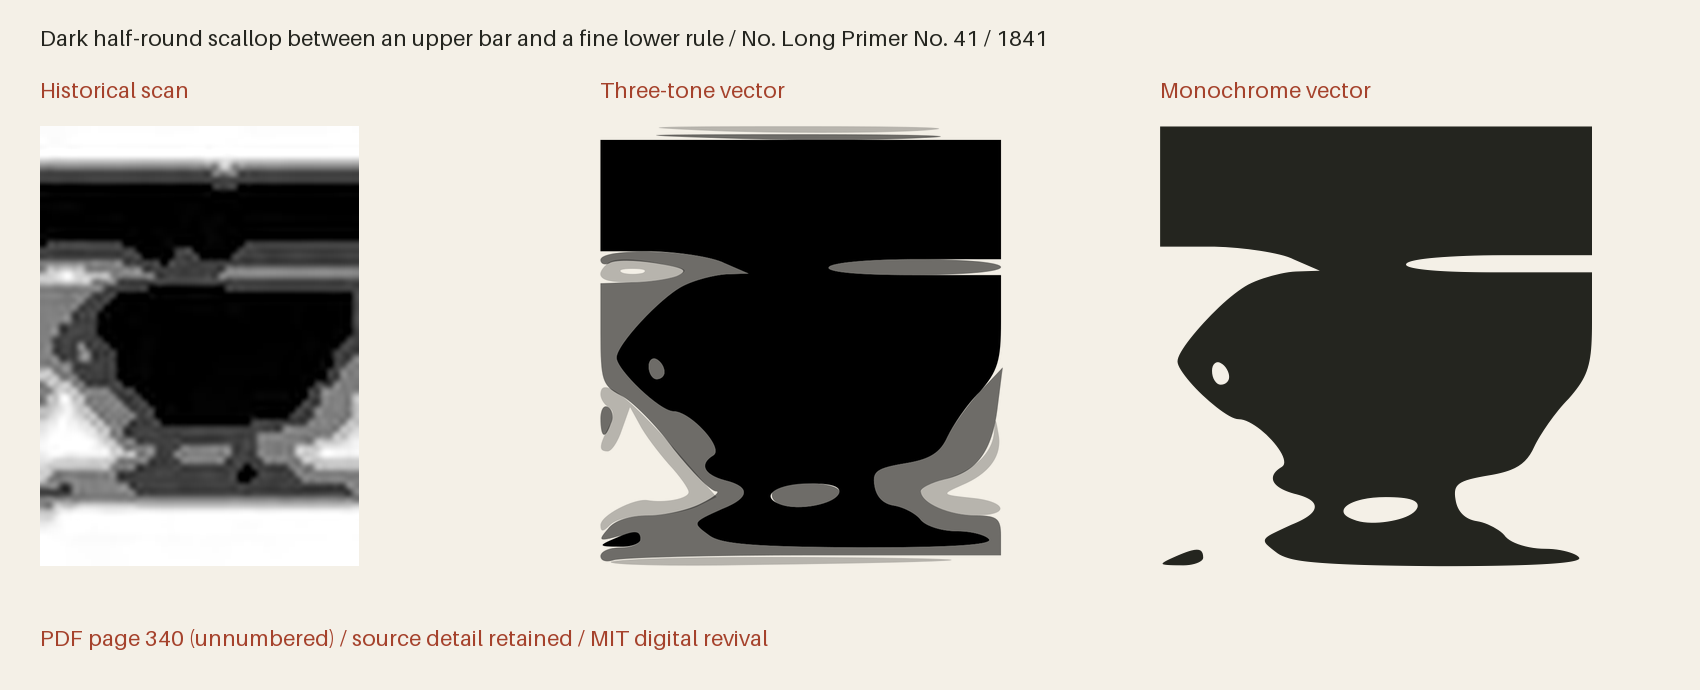 Dark half-round scallop between an upper bar and a fine lower rule / No. Long Primer No. 41 / 1841
Historical scan
Three-tone vector
Monochrome vector
PDF page 340 (unnumbered) / source detail retained / MIT digital revival